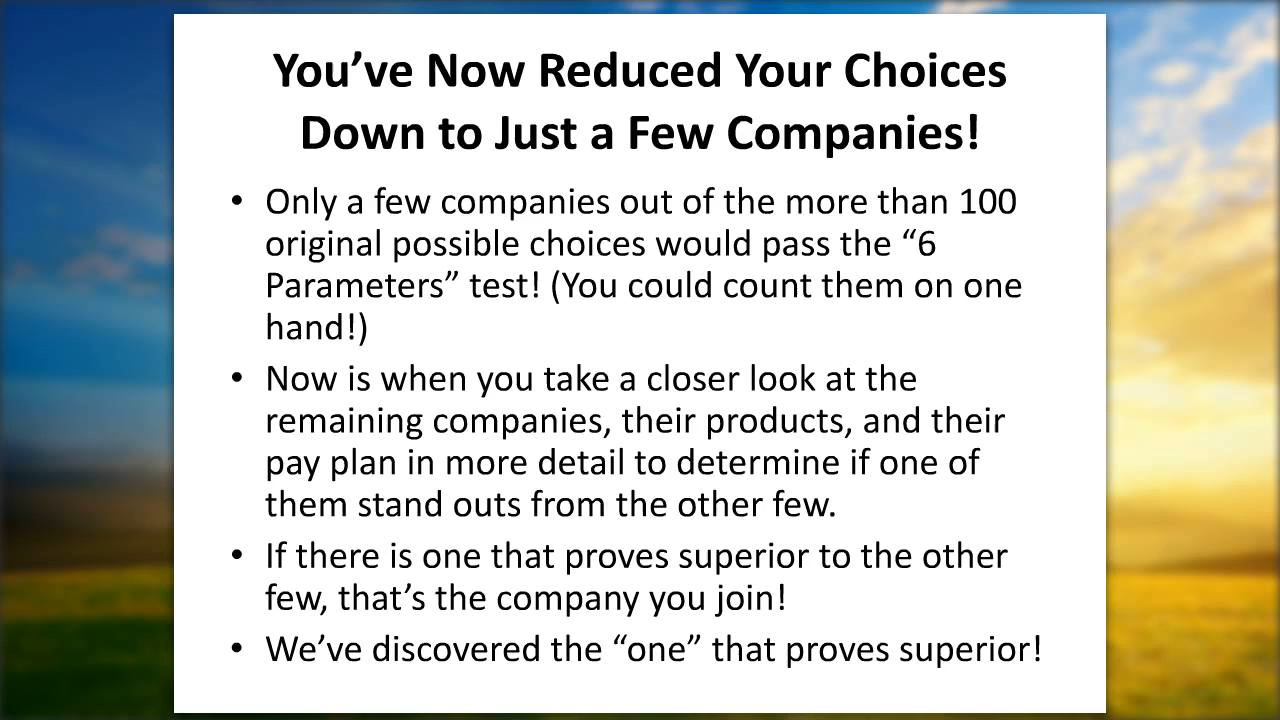 You’ve Now Reduced Your Choices
Down to Just a Few Companies!
• Only a few companies out of the more than 100
original possible choices would pass the “6
Parameters” test! (You could count them on one
hand!)
• Now is when you take a closer look at the
remaining companies, their products, and their
pay plan in more detail to determine if one of
them stand outs from the other few.
• If there is one that proves superior to the other
few, that’s the company you join!
• We’ve discovered the “one” that proves superior!